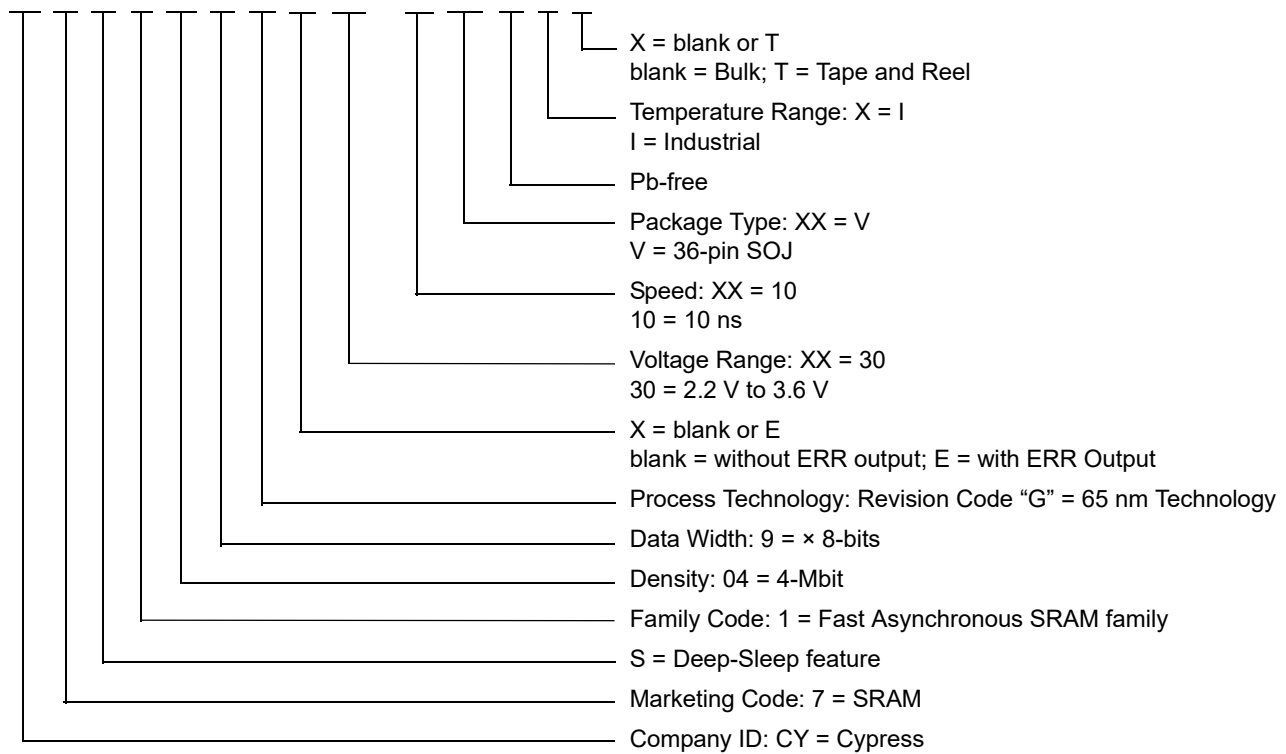 X = blank or T
blank = Bulk; T = Tape and Reel
Temperature Range: X = I
I = Industrial
Pb-free
Package Type: XX = V
V = 36-pin SOJ
Speed: XX = 10
10 = 10 ns
Voltage Range: XX = 30
30 = 2.2 V to 3.6 V
X = blank or E
blank = without ERR output; E = with ERR Output
Process Technology: Revision Code “G” = 65 nm Technology
Data Width: 9 = × 8-bits
Density: 04 = 4-Mbit
Family Code: 1 = Fast Asynchronous SRAM family
S = Deep-Sleep feature
Marketing Code: 7 = SRAM
Company ID: CY = Cypress